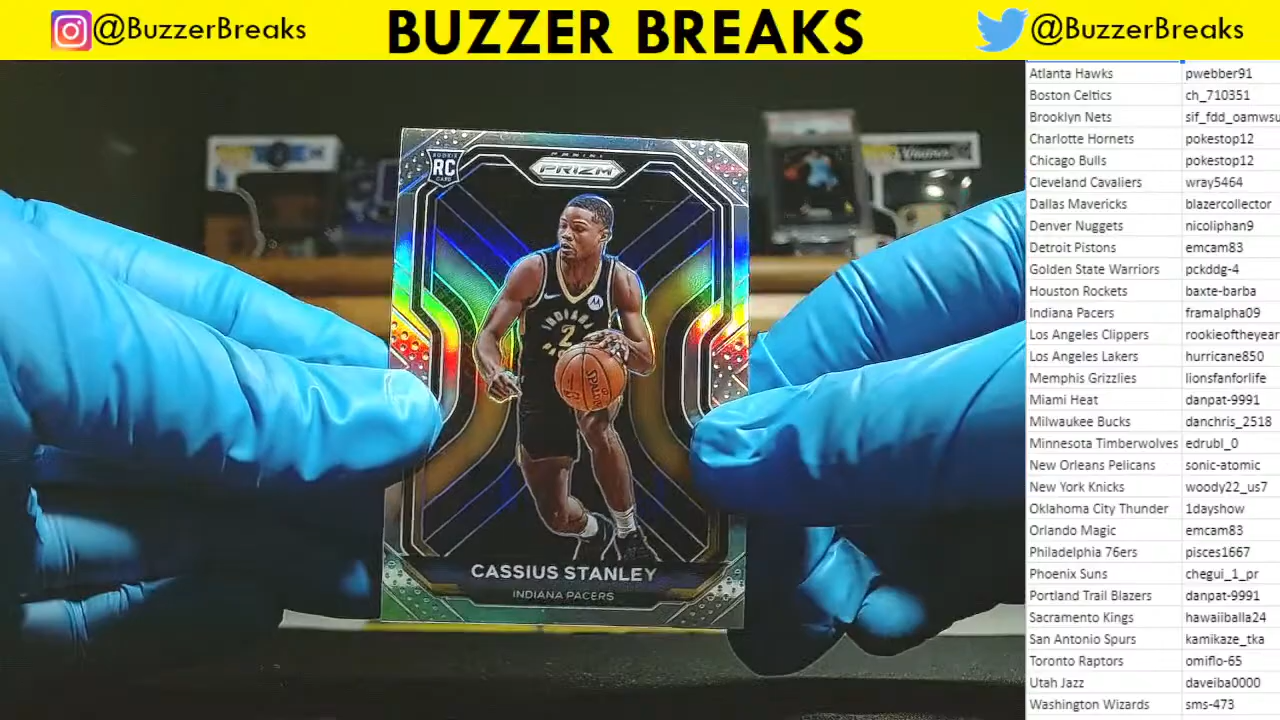 @BuzzerBreaks
BUZZER BREAKS
@BuzzerBreaks
ROOKIE
RC
CARD
PANINI
PRIZM
INDIANA
2
SPALDING
CASSIUS STANLEY
INDIANA PACERS
Atlanta Hawks pwebber91
Boston Celtics ch_710351
Brooklyn Nets sif_fdd_oamwsu
Charlotte Hornets pokestop12
Chicago Bulls pokestop12
Cleveland Cavaliers wray5464
Dallas Mavericks blazercollector
Denver Nuggets nicoliphan9
Detroit Pistons emcam83
Golden State Warriors pckddg-4
Houston Rockets baxte-barba
Indiana Pacers framalpha09
Los Angeles Clippers rookieoftheyear
Los Angeles Lakers hurricane850
Memphis Grizzlies lionsfanforlife
Miami Heat danpat-9991
Milwaukee Bucks danchris_2518
Minnesota Timberwolves edrubl_0
New Orleans Pelicans sonic-atomic
New York Knicks woody22_us7
Oklahoma City Thunder 1dayshow
Orlando Magic emcam83
Philadelphia 76ers pisces1667
Phoenix Suns chegui_1_pr
Portland Trail Blazers danpat-9991
Sacramento Kings hawaiiballa24
San Antonio Spurs kamikaze_tka
Toronto Raptors omiflo-65
Utah Jazz daveiba0000
Washington Wizards sms-473